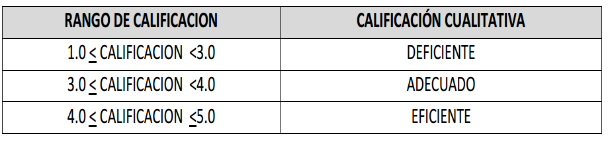 RANGO DE CALIFICACION CALIFICACIÓN CUALITATIVA
1.0 ≤ CALIFICACION <3.0 DEFICIENTE
3.0 ≤ CALIFICACION <4.0 ADECUADO
4.0 ≤ CALIFICACION ≤5.0 EFICIENTE